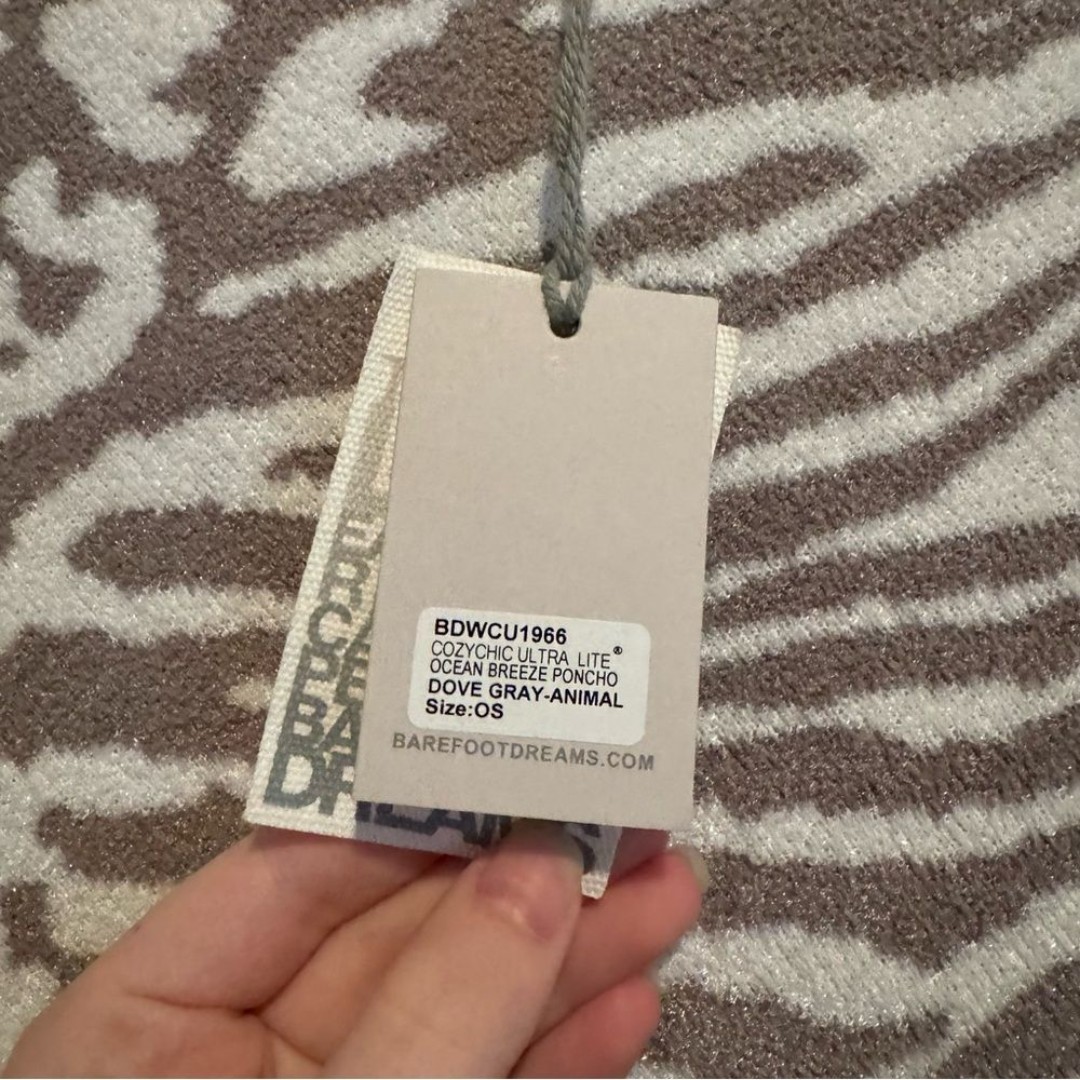 BDWCU1966
COZYCHIC ULTRA LITE®
OCEAN BREEZE PONCHO
DOVE GRAY-ANIMAL
Size:OS
BAREFOOTDREAMS.COM